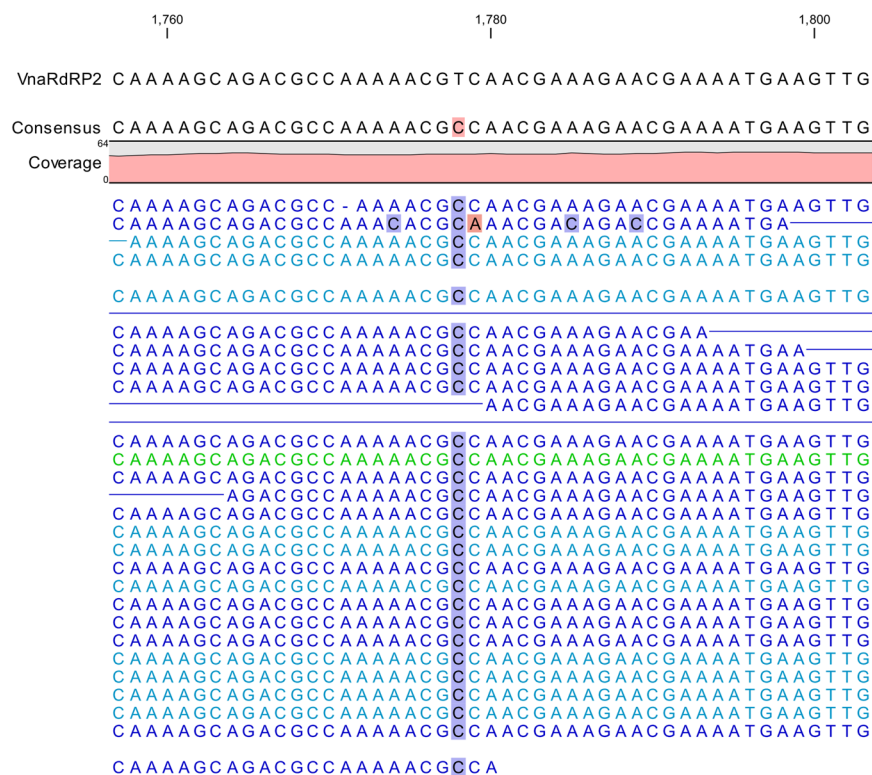 1,760 1,780 1,800
VnaRdRP2 CAAAAGCAGACGCCAAAAACGTCAACGAAAGAACGAAAATGAAGTTG
Consensus CAAAAGCAGACGCCAAAAACGCCAACGAAAGAACGAAAATGAAGTTG
64
Coverage
0
CAAAAGCAGACGCC-AAAACGCCAACGAAAGAACGAAAATGAAGTTG
CAAAAGCAGACGCCAAACACGCAAACGACAGACCGAAAATGA
AAAAGCAGACGCCAAAAACGCCAACGAAAGAACGAAAATGAAGTTG
CAAAAGCAGACGCCAAAAACGCCAACGAAAGAACGAAAATGAAGTTG
CAAAAGCAGACGCCAAAAACGCCAACGAAAGAACGAAAATGAAGTTG
CAAAAGCAGACGCCAAAAACGCCAACGAAAGAACGAA
CAAAAGCAGACGCCAAAAACGCCAACGAAAGAACGAAAATGAA
CAAAAGCAGACGCCAAAAACGCCAACGAAAGAACGAAAATGAAGTTG
CAAAAGCAGACGCCAAAAACGCCAACGAAAGAACGAAAATGAAGTTG
AACGAAAGAACGAAAATGAAGTTG
CAAAAGCAGACGCCAAAAACGCCAACGAAAGAACGAAAATGAAGTTG
CAAAAGCAGACGCCAAAAACGCCAACGAAAGAACGAAAATGAAGTTG
CAAAAGCAGACGCCAAAAACGCCAACGAAAGAACGAAAATGAAGTTG
AGACGCCAAAAACGCCAACGAAAGAACGAAAATGAAGTTG
CAAAAGCAGACGCCAAAAACGCCAACGAAAGAACGAAAATGAAGTTG
CAAAAGCAGACGCCAAAAACGCCAACGAAAGAACGAAAATGAAGTTG
CAAAAGCAGACGCCAAAAACGCCAACGAAAGAACGAAAATGAAGTTG
CAAAAGCAGACGCCAAAAACGCCAACGAAAGAACGAAAATGAAGTTG
CAAAAGCAGACGCCAAAAACGCCAACGAAAGAACGAAAATGAAGTTG
CAAAAGCAGACGCCAAAAACGCCAACGAAAGAACGAAAATGAAGTTG
CAAAAGCAGACGCCAAAAACGCCAACGAAAGAACGAAAATGAAGTTG
CAAAAGCAGACGCCAAAAACGCCAACGAAAGAACGAAAATGAAGTTG
CAAAAGCAGACGCCAAAAACGCCAACGAAAGAACGAAAATGAAGTTG
CAAAAGCAGACGCCAAAAACGCCAACGAAAGAACGAAAATGAAGTTG
CAAAAGCAGACGCCAAAAACGCCAACGAAAGAACGAAAATGAAGTTG
CAAAAGCAGACGCCAAAAACGCCAACGAAAGAACGAAAATGAAGTTG
CAAAAGCAGACGCCAAAAACGCCAACGAAAGAACGAAAATGAAGTTG
CAAAAGCAGACGCCAAAAACGCCA